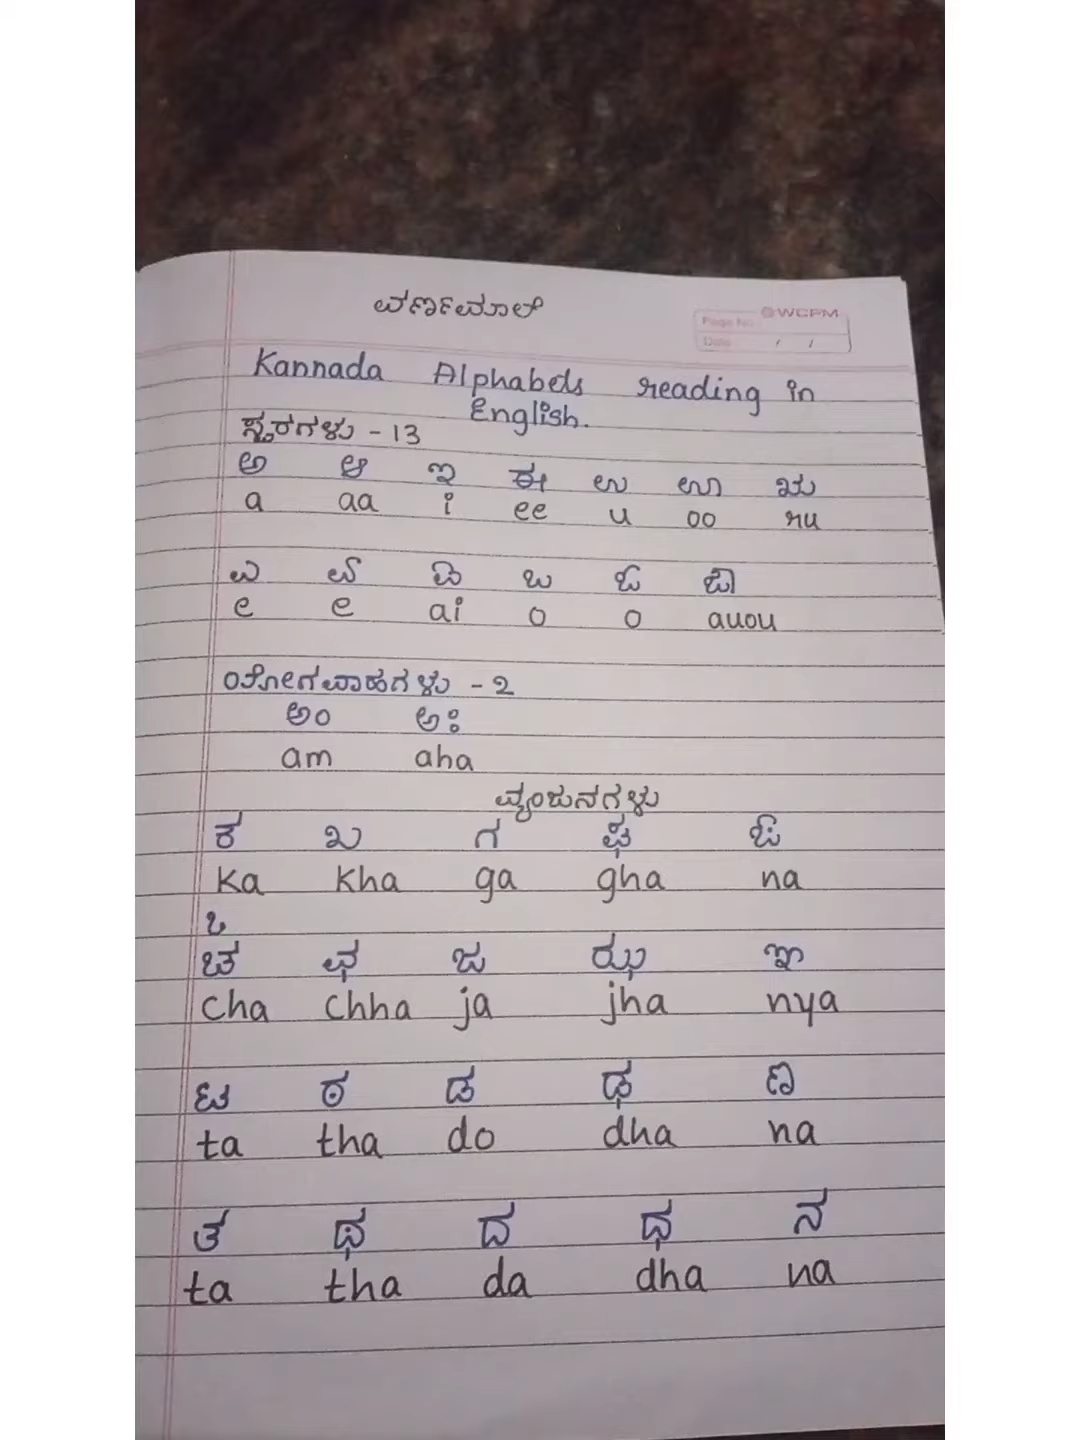 ವರ್ಣಮಾಲೆ
@WCPM
Page No.
Date / /
Kannada Alphabets reading in
English.
ಸ್ವರಗಳು - 13
ಅ ಆ ಇ ಈ ಉ ಊ ಋ
a aa i ee u oo ru
ಎ ಏ ಐ ಒ ಓ ಔ
e e ai o o auou
ಂತೋಗವಾಹಗಳು - ೨
ಅಂ ಅಃ
am aha
ವ್ಯಂಜನಗಳು
ಕ ಖ ಗ ಘ ಙ
Ka kha ga gha na
ಚ ಛ ಜ ಝ ಞ
Cha Chha ja jha nya
ಟ ಠ ಡ ಢ ಣ
ta tha do dha na
ತ ಥ ದ ಧ ನ
ta tha da dha na